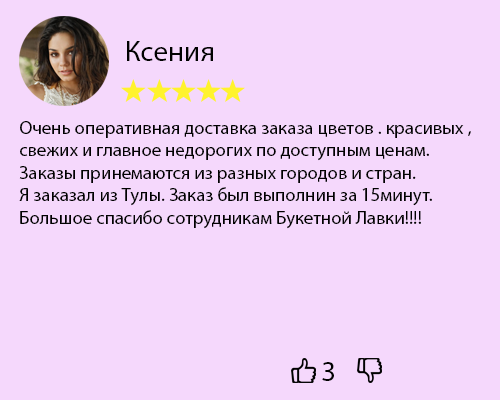 Ксения
Очень оперативная доставка заказа цветов . красивых ,
свежих и главное недорогих по доступным ценам.
Заказы принемаются из разных городов и стран.
Я заказал из Тулы. Заказ был выполнин за 15минут.
Большое спасибо сотрудникам Букетной Лавки!!!!
3